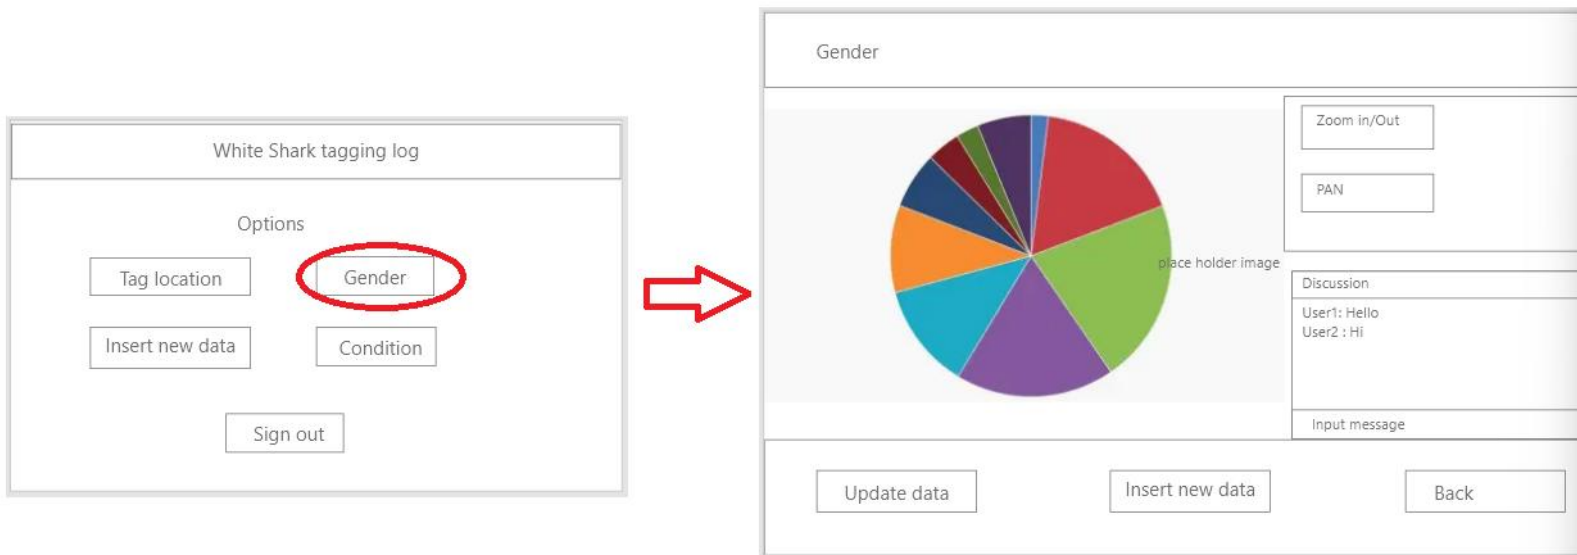 White Shark tagging log
Options
Tag location
Gender
Insert new data
Condition
Sign out
Gender
place holder image
Zoom in/Out
PAN
Discussion
User1: Hello
User2 : Hi
Input message
Update data
Insert new data
Back